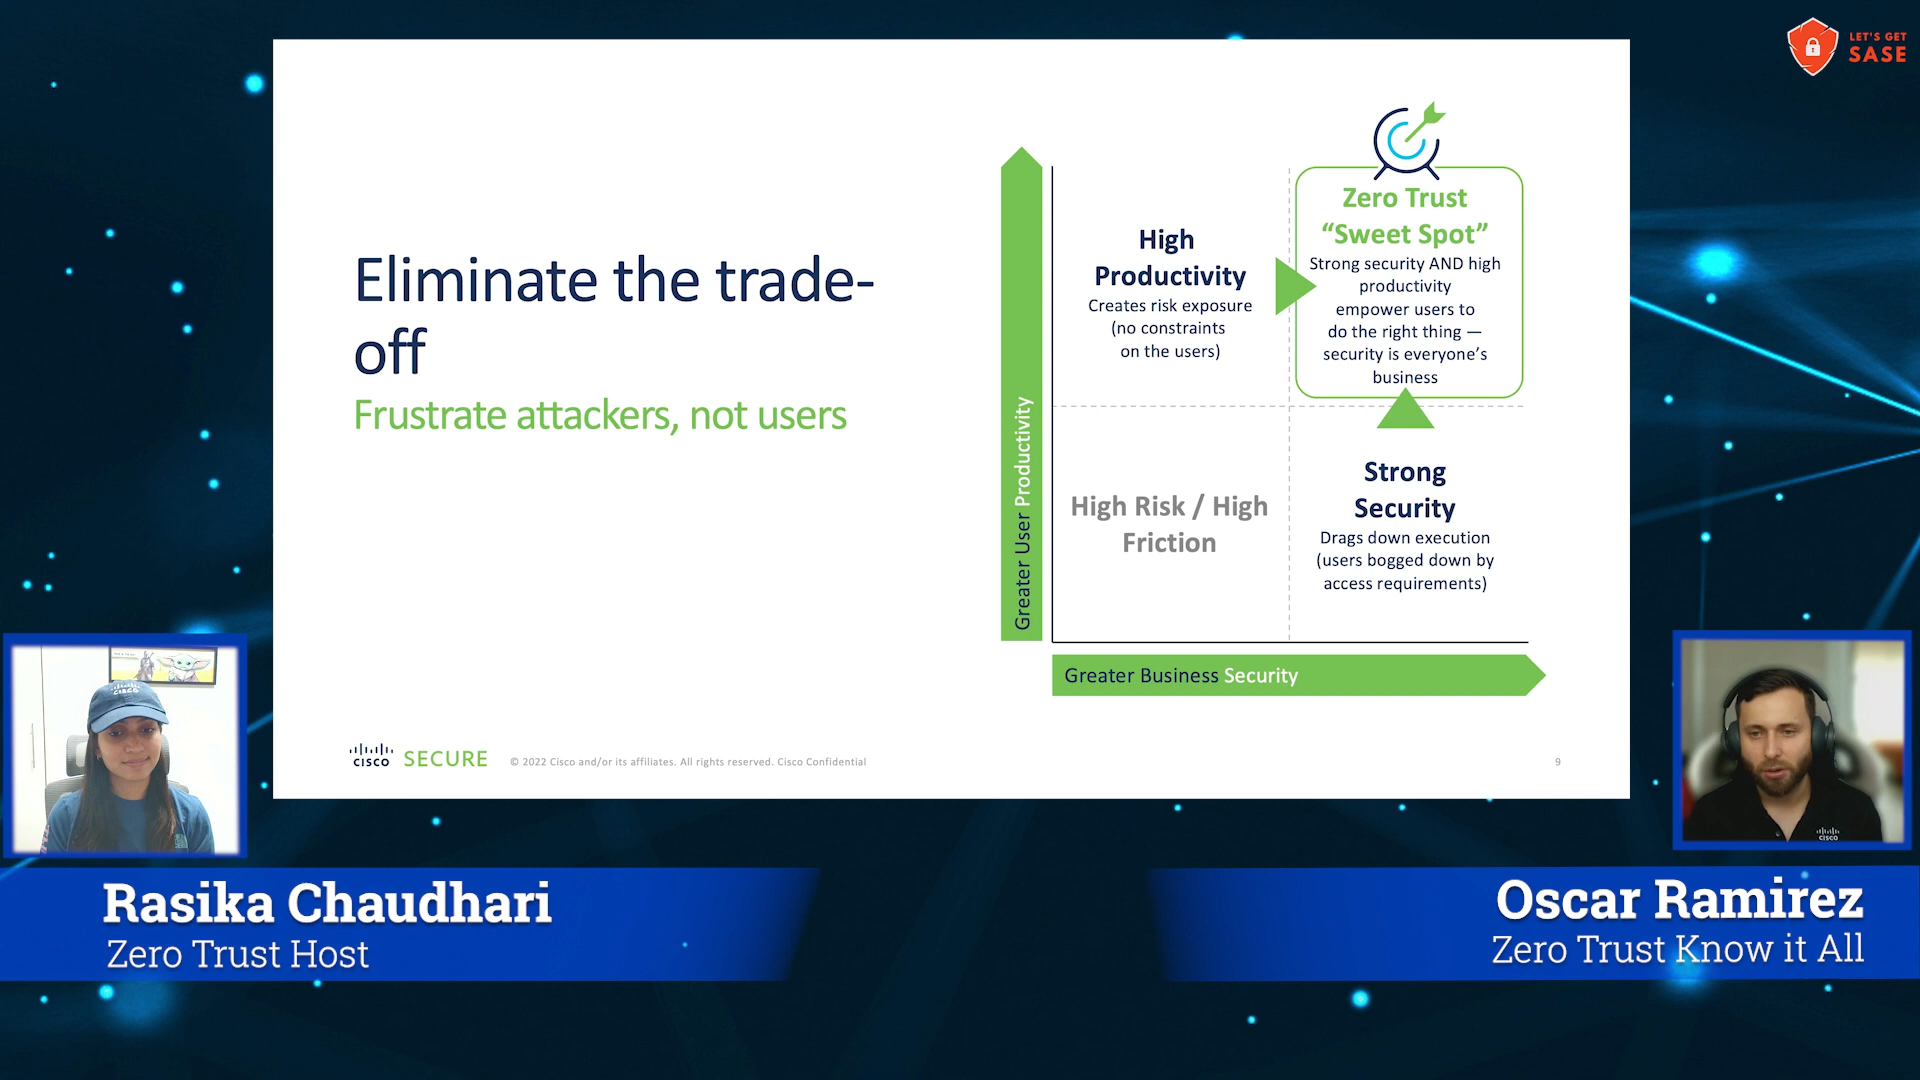 LET'S GET
SASE
Eliminate the trade-
off
Frustrate attackers, not users
Greater User Productivity
High
Productivity
Creates risk exposure
(no constraints
on the users)
Zero Trust
“Sweet Spot”
Strong security AND high
productivity
empower users to
do the right thing —
security is everyone’s
business
High Risk / High
Friction
Strong
Security
Drags down execution
(users bogged down by
access requirements)
Greater Business Security
CISCO SECURE
© 2022 Cisco and/or its affiliates. All rights reserved. Cisco Confidential
9
CISCO
CISCO
Rasika Chaudhari
Zero Trust Host
Oscar Ramirez
Zero Trust Know it All